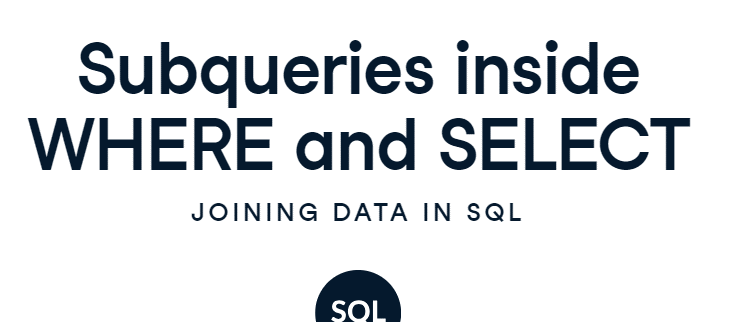 Subqueries inside
WHERE and SELECT
JOINING DATA IN SQL
SQL